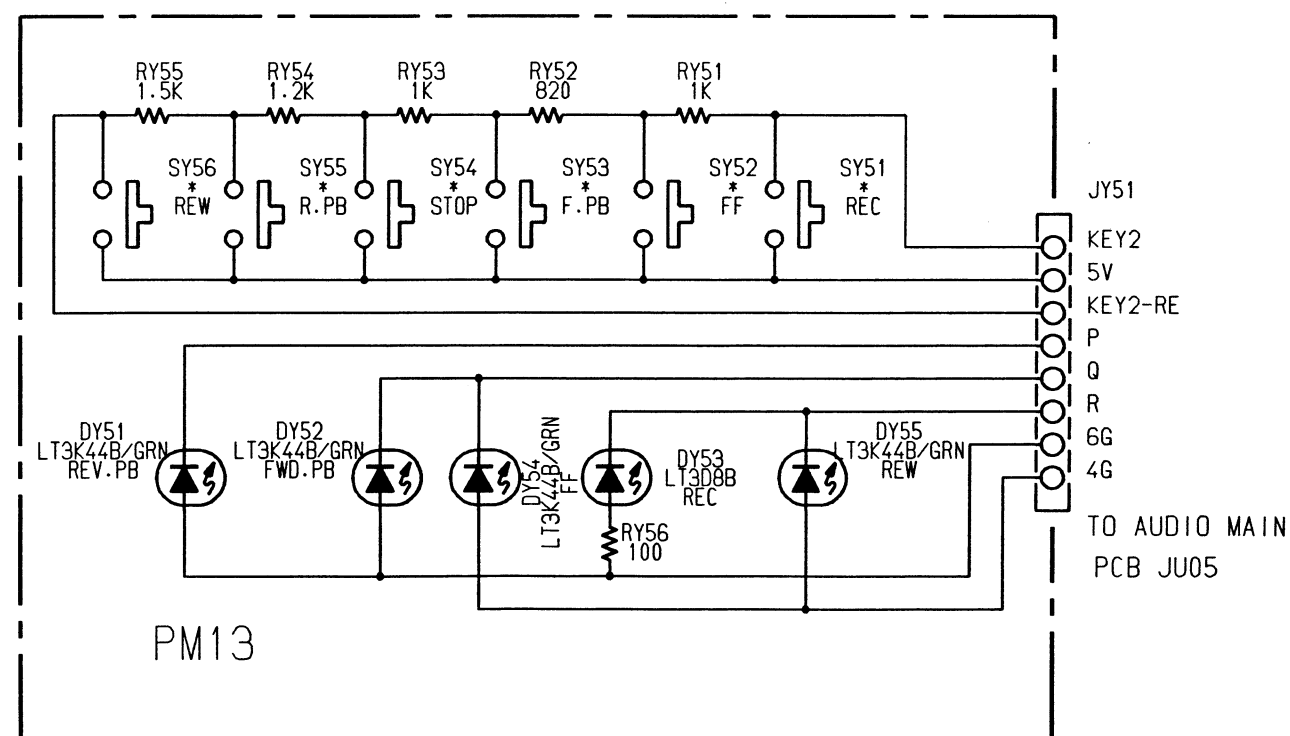 RY55
1.5K
RY54
1.2K
RY53
1K
RY52
820
RY51
1K
SY56
*
REW
SY55
*
R.PB
SY54
*
STOP
SY53
*
F.PB
SY52
*
FF
SY51
*
REC
JY51
KEY2
5V
KEY2-RE
P
Q
R
6G
4G
DY51
LT3K44B/GRN
REV.PB
DY52
LT3K44B/GRN
FWD.PB
DY54
LT3K44B/GRN
FF
DY53
LT3D8B
REC
DY55
LT3K44B/GRN
REW
RY56
100
TO AUDIO MAIN
PCB JU05
PM13